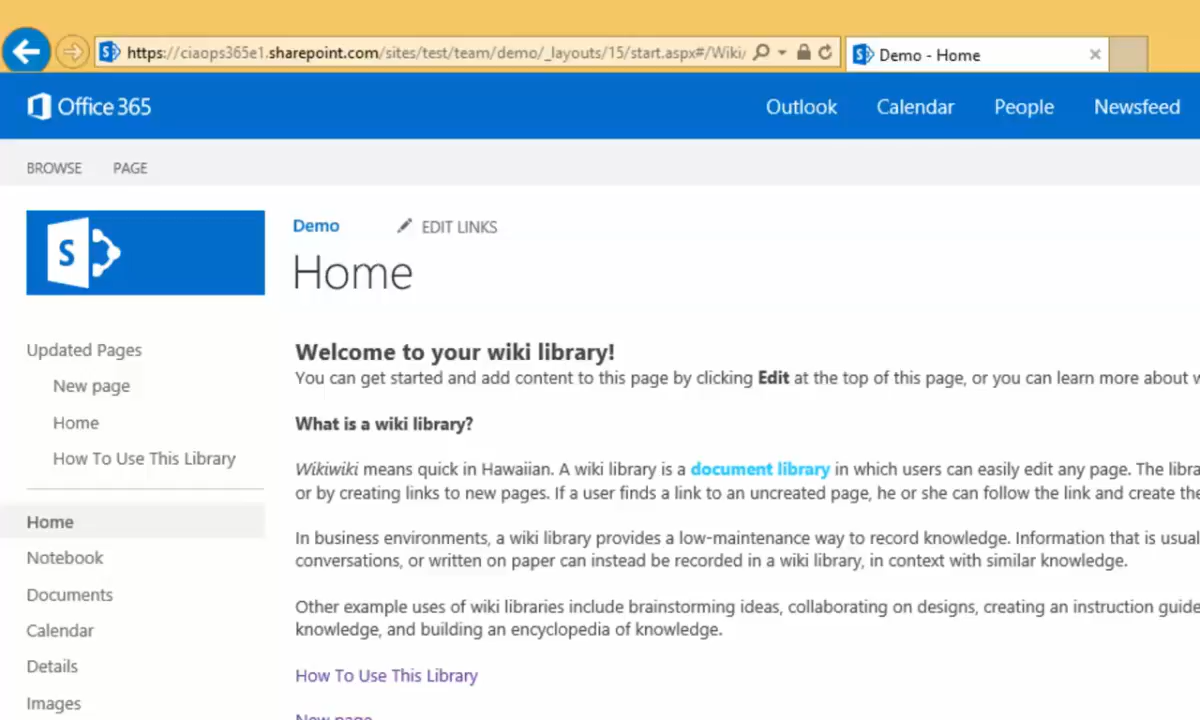 https://ciaops365e1.sharepoint.com/sites/test/team/demo/_layouts/15/start.aspx#/Wiki/
Demo - Home
Office 365
Outlook
Calendar
People
Newsfeed
BROWSE
PAGE
S
Demo
EDIT LINKS
Home
Updated Pages
New page
Home
How To Use This Library
Home
Notebook
Documents
Calendar
Details
Images
Welcome to your wiki library!
You can get started and add content to this page by clicking Edit at the top of this page, or you can learn more about
What is a wiki library?
Wikiwiki means quick in Hawaiian. A wiki library is a document library in which users can easily edit any page. The
or by creating links to new pages. If a user finds a link to an uncreated page, he or she can follow the link and create the
In business environments, a wiki library provides a low-maintenance way to record knowledge. Information that is
conversations, or written on paper can instead be recorded in a wiki library, in context with similar knowledge.
Other example uses of wiki libraries include brainstorming ideas, collaborating on designs, creating an instruction guide
knowledge, and building an encyclopedia of knowledge.
How To Use This Library
New page